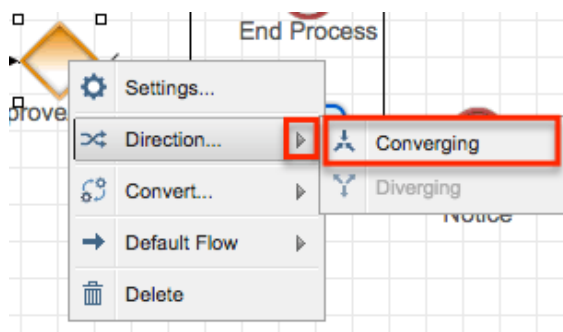 End Process
prove
Settings...
Direction...
Converging
Convert...
Diverging
Notice
Default Flow
Delete